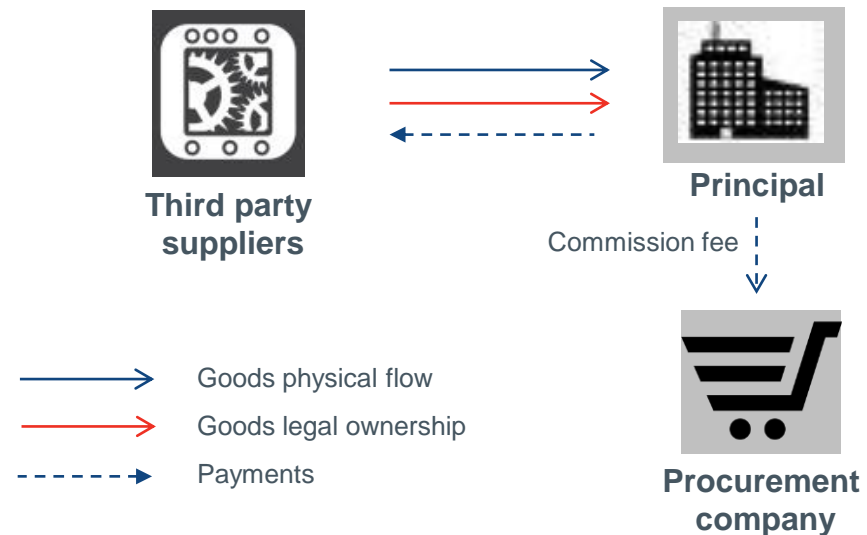 Third party
suppliers
Principal
Commission fee
Goods physical flow
Goods legal ownership
Payments
Procurement
company